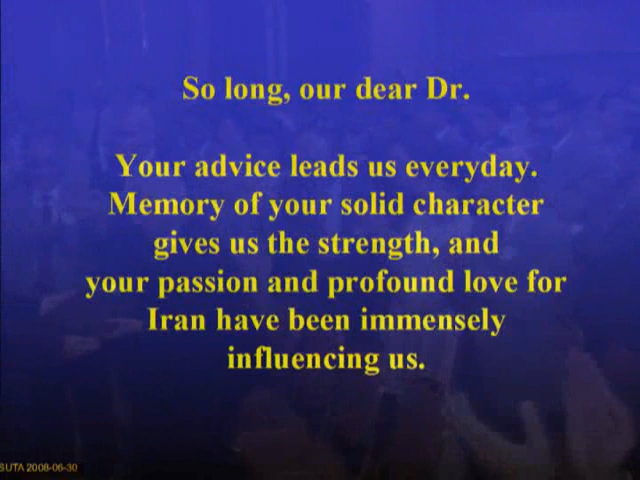 So long, our dear Dr.
Your advice leads us everyday.
Memory of your solid character
gives us the strength, and
your passion and profound love for
Iran have been immensely
influencing us.
SUTA 2008-06-30